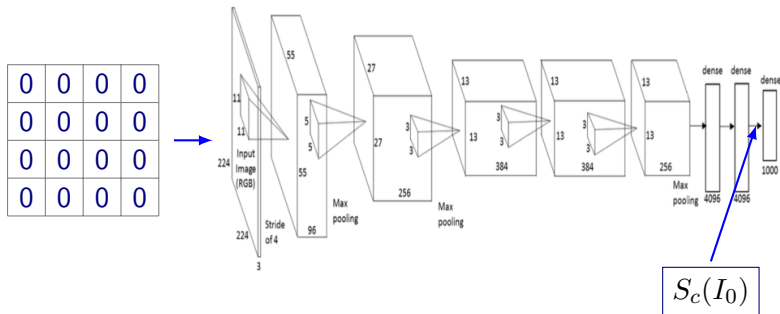 0 0 0 0
0 0 0 0
0 0 0 0
0 0 0 0
11
11
Input
Image
(RGB)
224
224
3
Stride
of 4
55
55
96
5
5
Max
pooling
27
27
256
3
3
Max
pooling
13
13
384
3
3
13
13
384
3
3
13
13
256
Max
pooling
dense
4096
dense
4096
dense
1000
S_c(I_0)